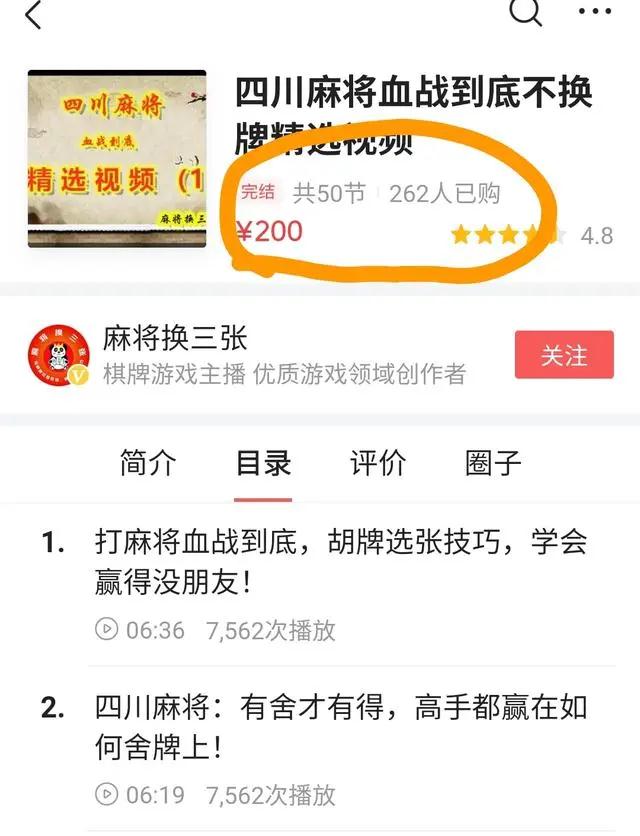 四川麻将
血战到底
精选视频（1
麻将换三
四川麻将血战到底不换
牌精选视频
完结 共50节 262人已购
¥200
4.8
麻将换三张
棋牌游戏主播 优质游戏领域创作者
关注
简介 目录 评价 圈子
1. 打麻将血战到底，胡牌选张技巧，学会
赢得没朋友！
06:36 7,562次播放
2. 四川麻将：有舍才有得，高手都赢在如
何舍牌上！
06:19 7,562次播放